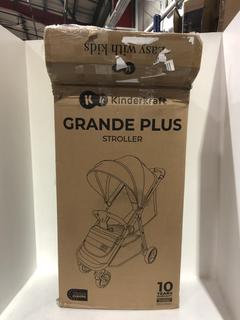 Easy with kids
Kinderkraft
GRANDE PLUS
STROLLER
10
YEARS